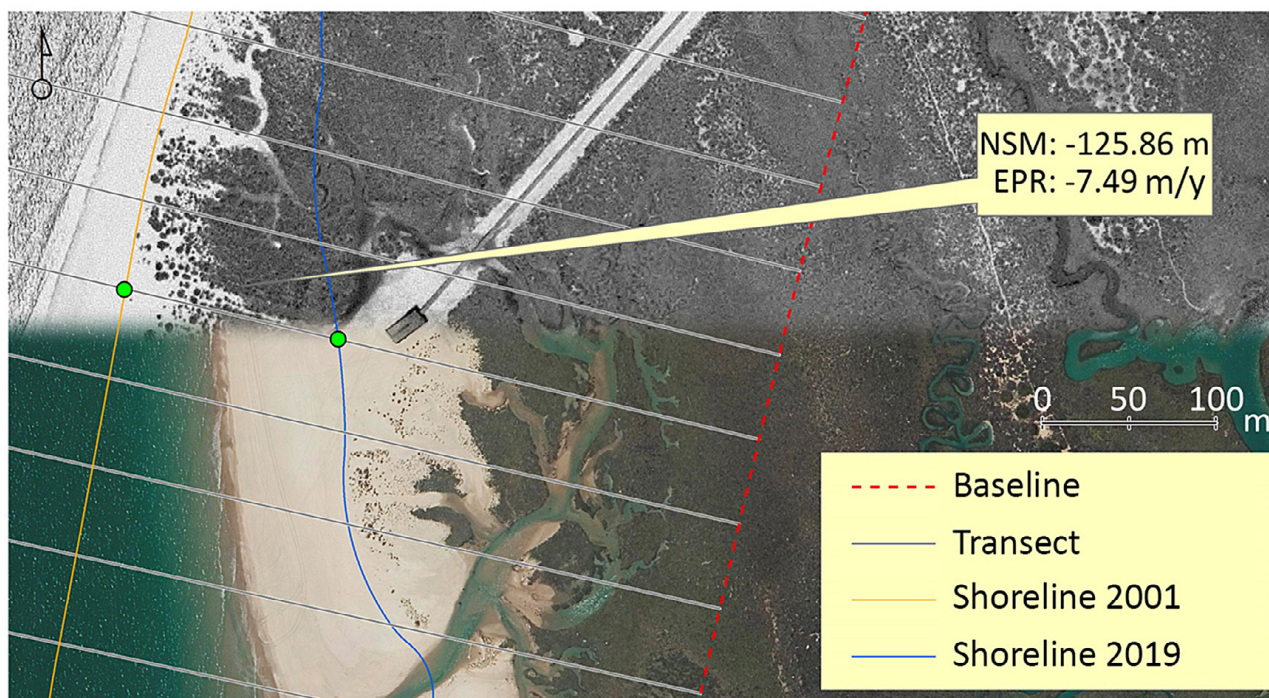 NSM: -125.86 m
EPR: -7.49 m/y
0 50 100
m
Baseline
Transect
Shoreline 2001
Shoreline 2019